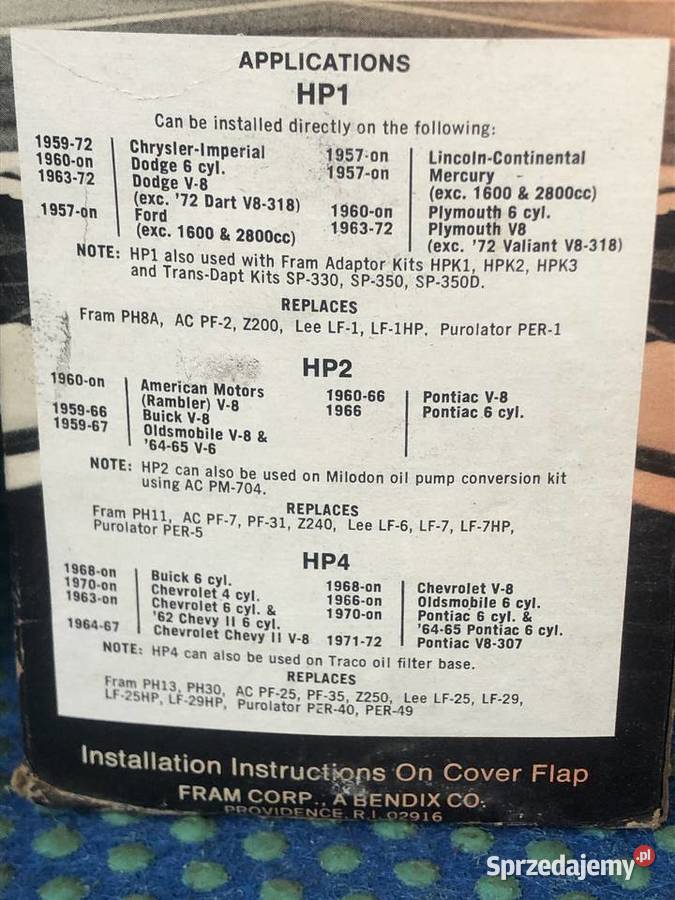 APPLICATIONS
HP1
Can be installed directly on the following:
1959-72 Chrysler-Imperial
1960-on Dodge 6 cyl.
1963-72 Dodge V-8
(exc. '72 Dart V8-318)
1957-on Ford
(exc. 1600 & 2800cc)
1957-on Lincoln-Continental
1957-on Mercury
(exc. 1600 & 2800cc)
1960-on Plymouth 6 cyl.
1963-72 Plymouth V8
(exc. '72 Valiant V8-318)
NOTE: HP1 also used with Fram Adaptor Kits HPK1, HPK2, HPK3
and Trans-Dapt Kits SP-330, SP-350, SP-350D.
REPLACES
Fram PH8A, AC PF-2, Z200, Lee LF-1, LF-1HP. Purolator PER-1
HP2
1960-on American Motors
(Rambler) V-8
1959-66 Buick V-8
1959-67 Oldsmobile V-8 &
'64-65 V-6
1960-66 Pontiac V-8
1966 Pontiac 6 cyl.
NOTE: HP2 can also be used on Milodon oil pump conversion kit
using AC PM-704.
REPLACES
Fram PH11, AC PF-7, PF-31, Z240, Lee LF-6, LF-7, LF-7HP,
Purolator PER-5
HP4
1968-on Buick 6 cyl.
1970-on Chevrolet 4 cyl.
1963-on Chevrolet 6 cyl. &
'62 Chevy II 6 cyl.
1964-67 Chevrolet Chevy II V-8
1968-on Chevrolet V-8
1966-on Oldsmobile 6 cyl.
1970-on Pontiac 6 cyl. &
'64-65 Pontiac 6 cyl.
1971-72 Pontiac V8-307
NOTE: HP4 can also be used on Traco oil filter base.
REPLACES
Fram PH13, PH30, AC PF-25, PF-35, Z250, Lee LF-25, LF-29,
LF-25HP, LF-29HP, Purolator PER-40, PER-49
Installation Instructions On Cover Flap
FRAM CORP., A BENDIX CO.
PROVIDENCE, R.I. 02916
Sprzedajemy.pl